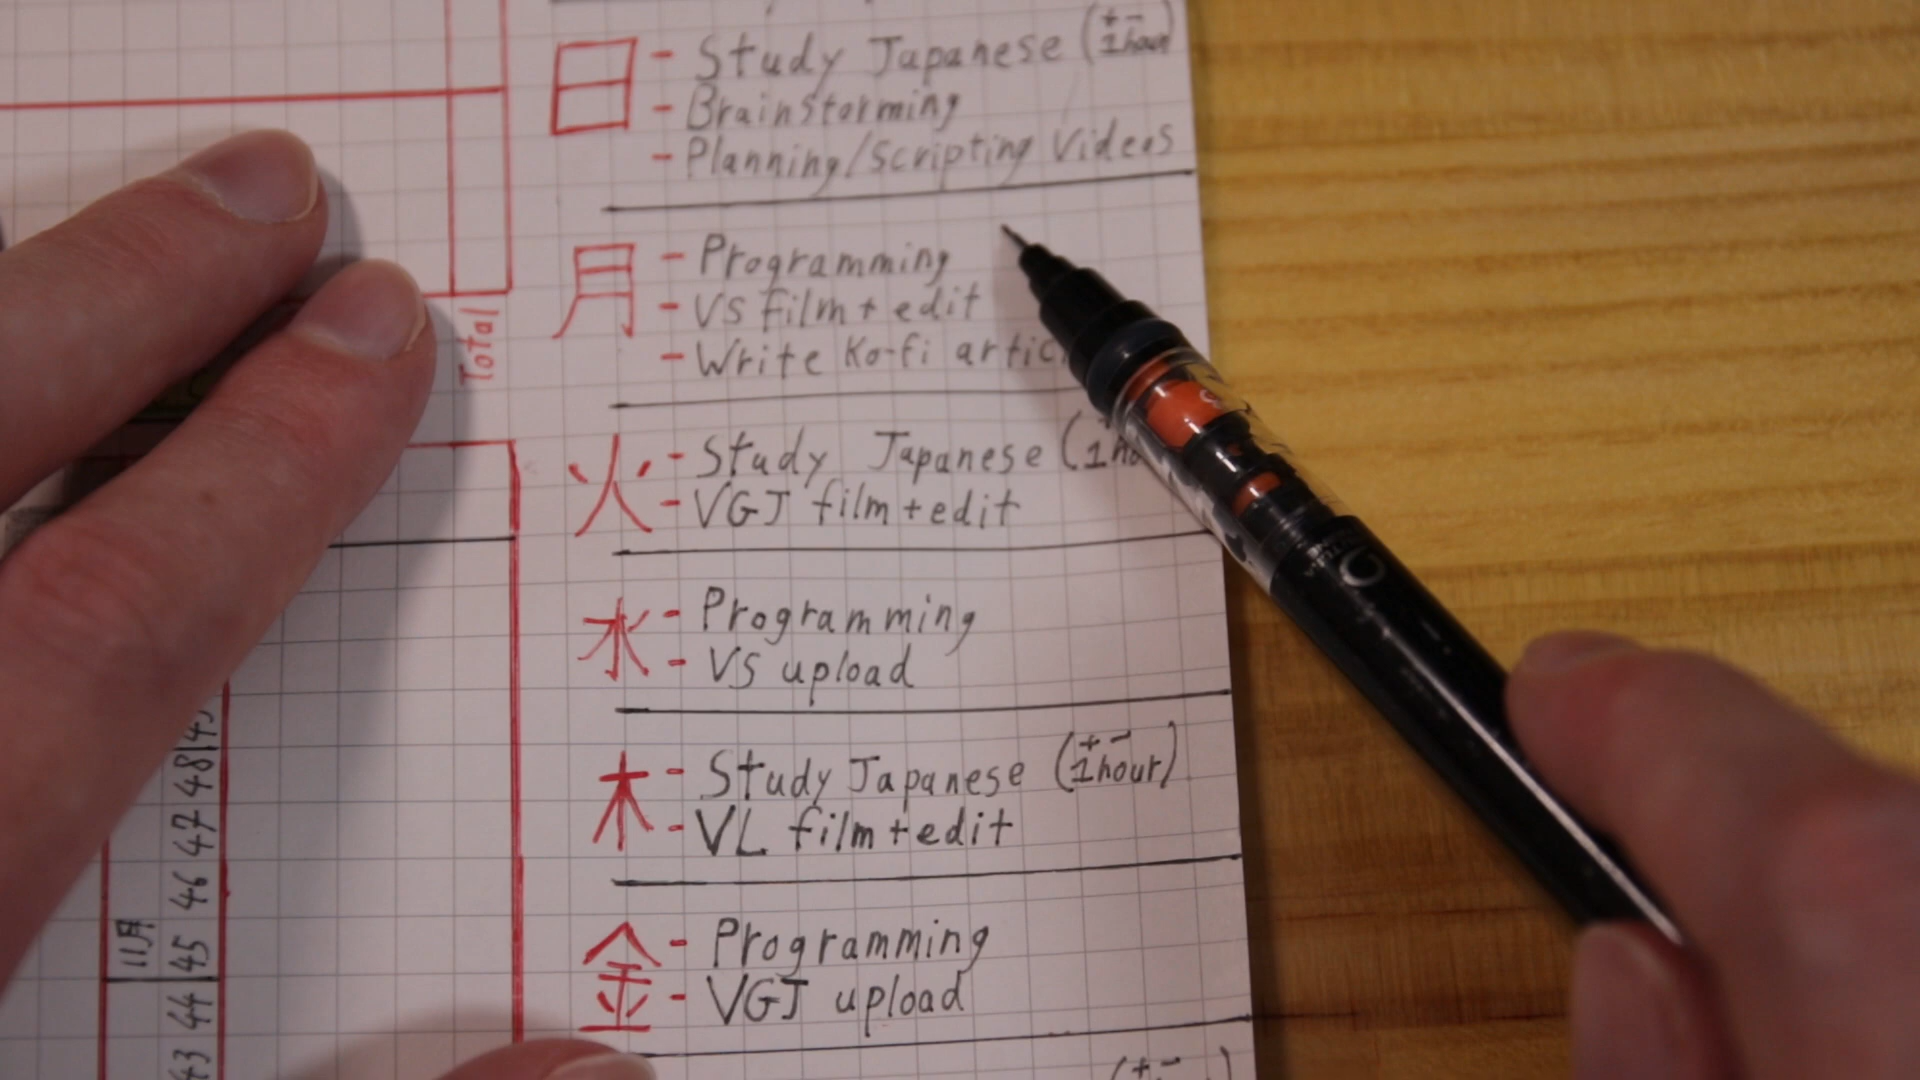 日 - Study Japanese (+- 1hour
- Brainstorming
- Planning/Scripting Videos
月 - Programming
- VS film + edit
- Write Ko-fi
火 - Study Japanese
- VGJ film + edit
水 - Programming
- VS upload
木 - Study Japanese (+- 1hour)
- VL film + edit
金 - Programming
- VGJ upload
(+- )
Total
11月
43 44 45 46 47 48